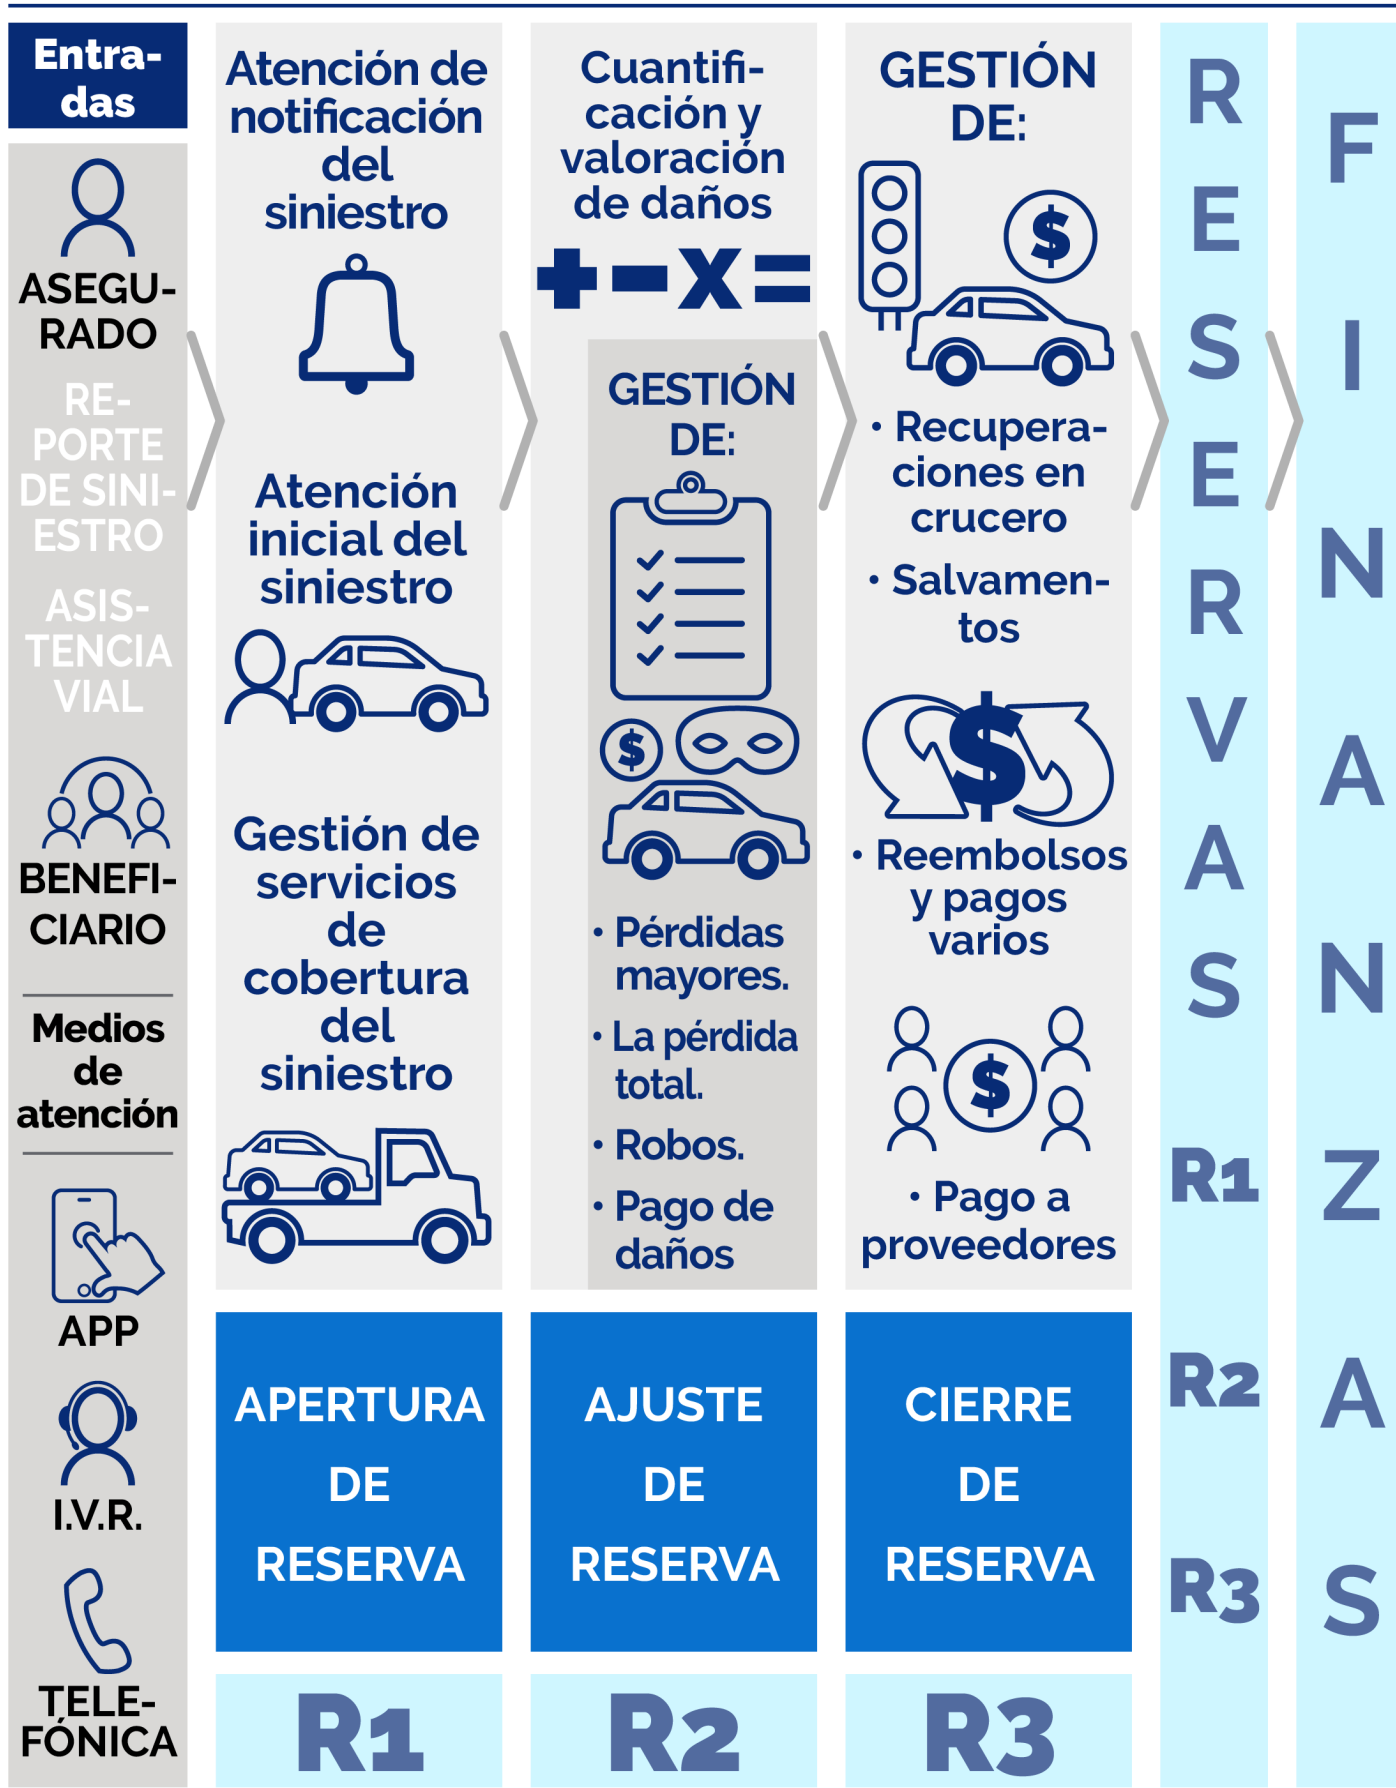 Entra-
das
ASEGU-
RADO
RE-
PORTE
DE SINI-
ESTRO
ASIS-
TENCIA
VIAL
BENEFI-
CIARIO
Medios
de
atención
APP
I.V.R.
TELE-
FÓNICA
Atención de
notificación
del
siniestro
Atención
inicial del
siniestro
Gestión de
servicios
de
cobertura
del
siniestro
APERTURA
DE
RESERVA
R1
Cuantifi-
cación y
valoración
de daños
+ - x =
GESTIÓN
DE:
$
• Pérdidas
mayores.
• La pérdida
total.
• Robos.
• Pago de
daños
AJUSTE
DE
RESERVA
R2
GESTIÓN
DE:
$
• Recupera-
ciones en
crucero
• Salvamen-
tos
$
• Reembolsos
y pagos
varios
$
• Pago a
proveedores
CIERRE
DE
RESERVA
R3
R
E
S
E
R
V
A
S
R1
R2
R3
F
I
N
A
N
Z
A
S